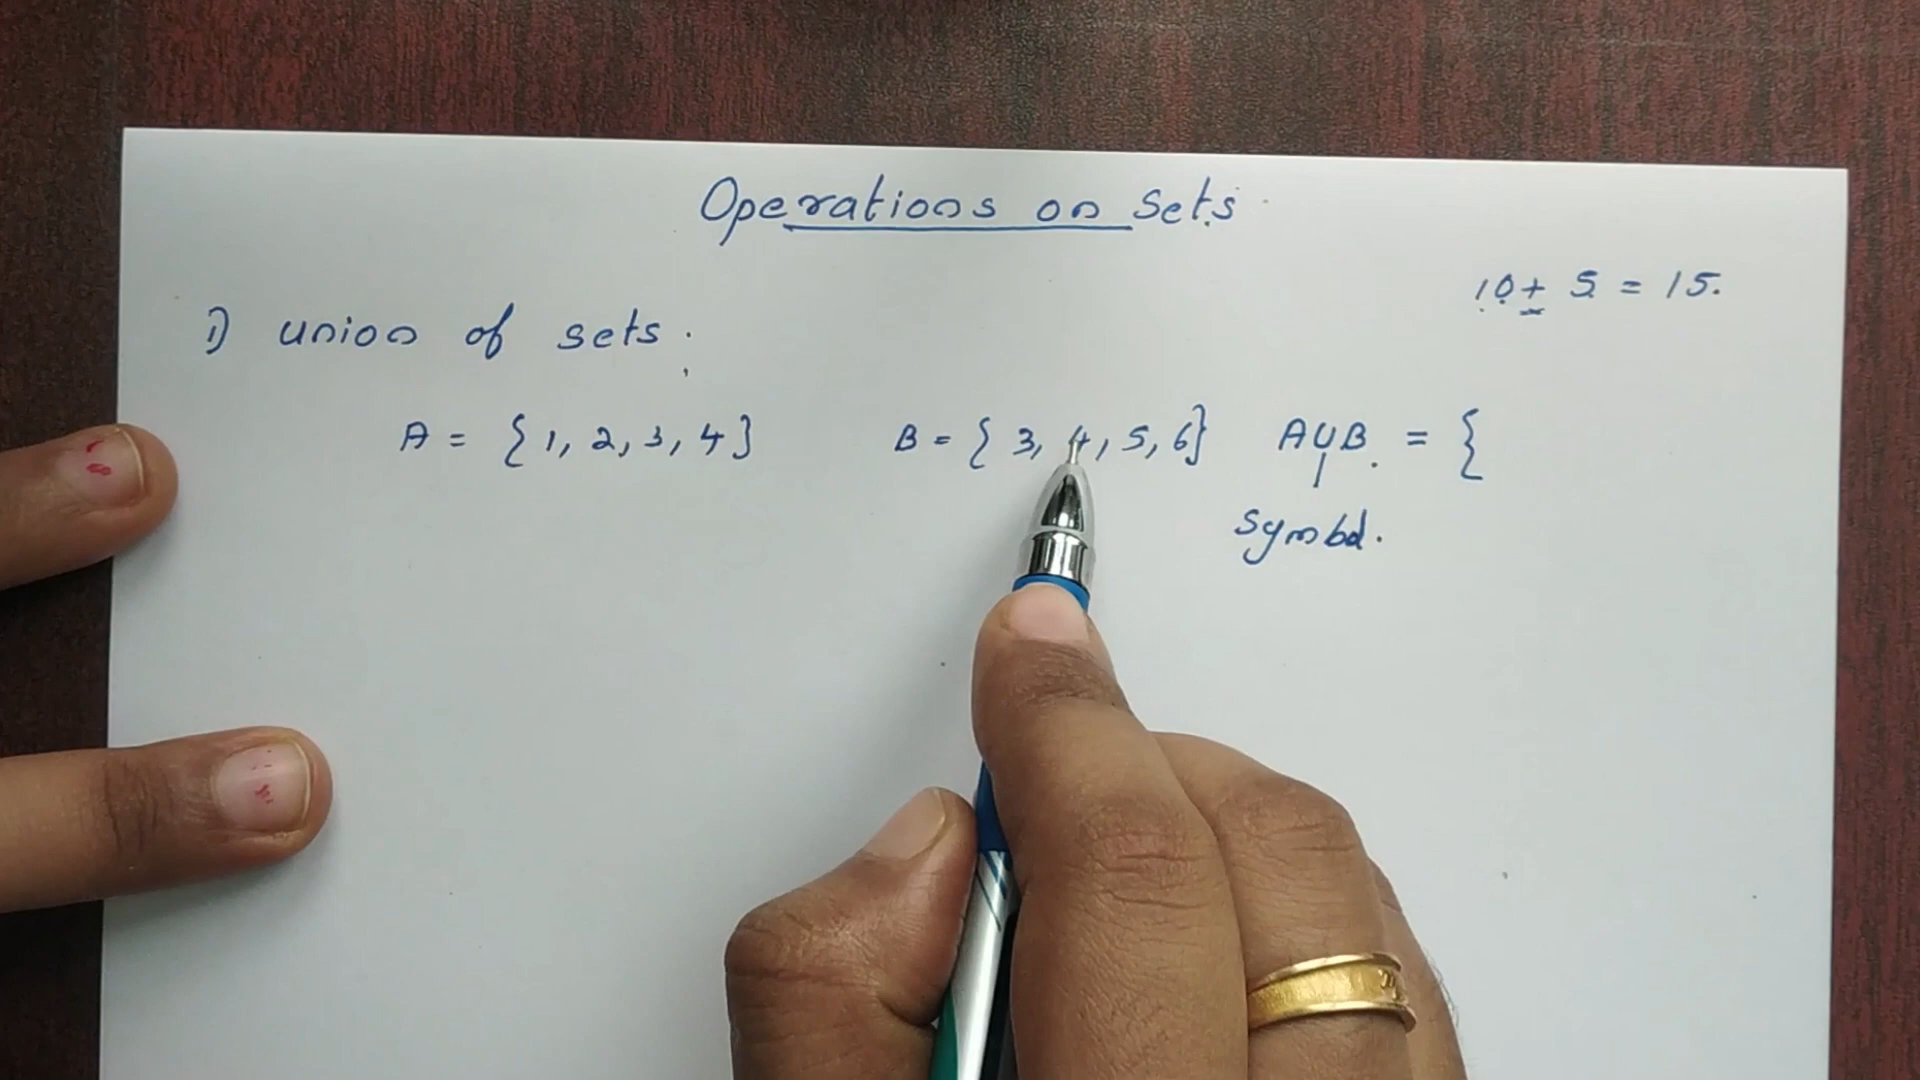 Operations on Sets
10 + 5 = 15.
1) union of sets :
A = {1, 2, 3, 4} B = { 3, 4, 5, 6} AUB = {
Symbol.